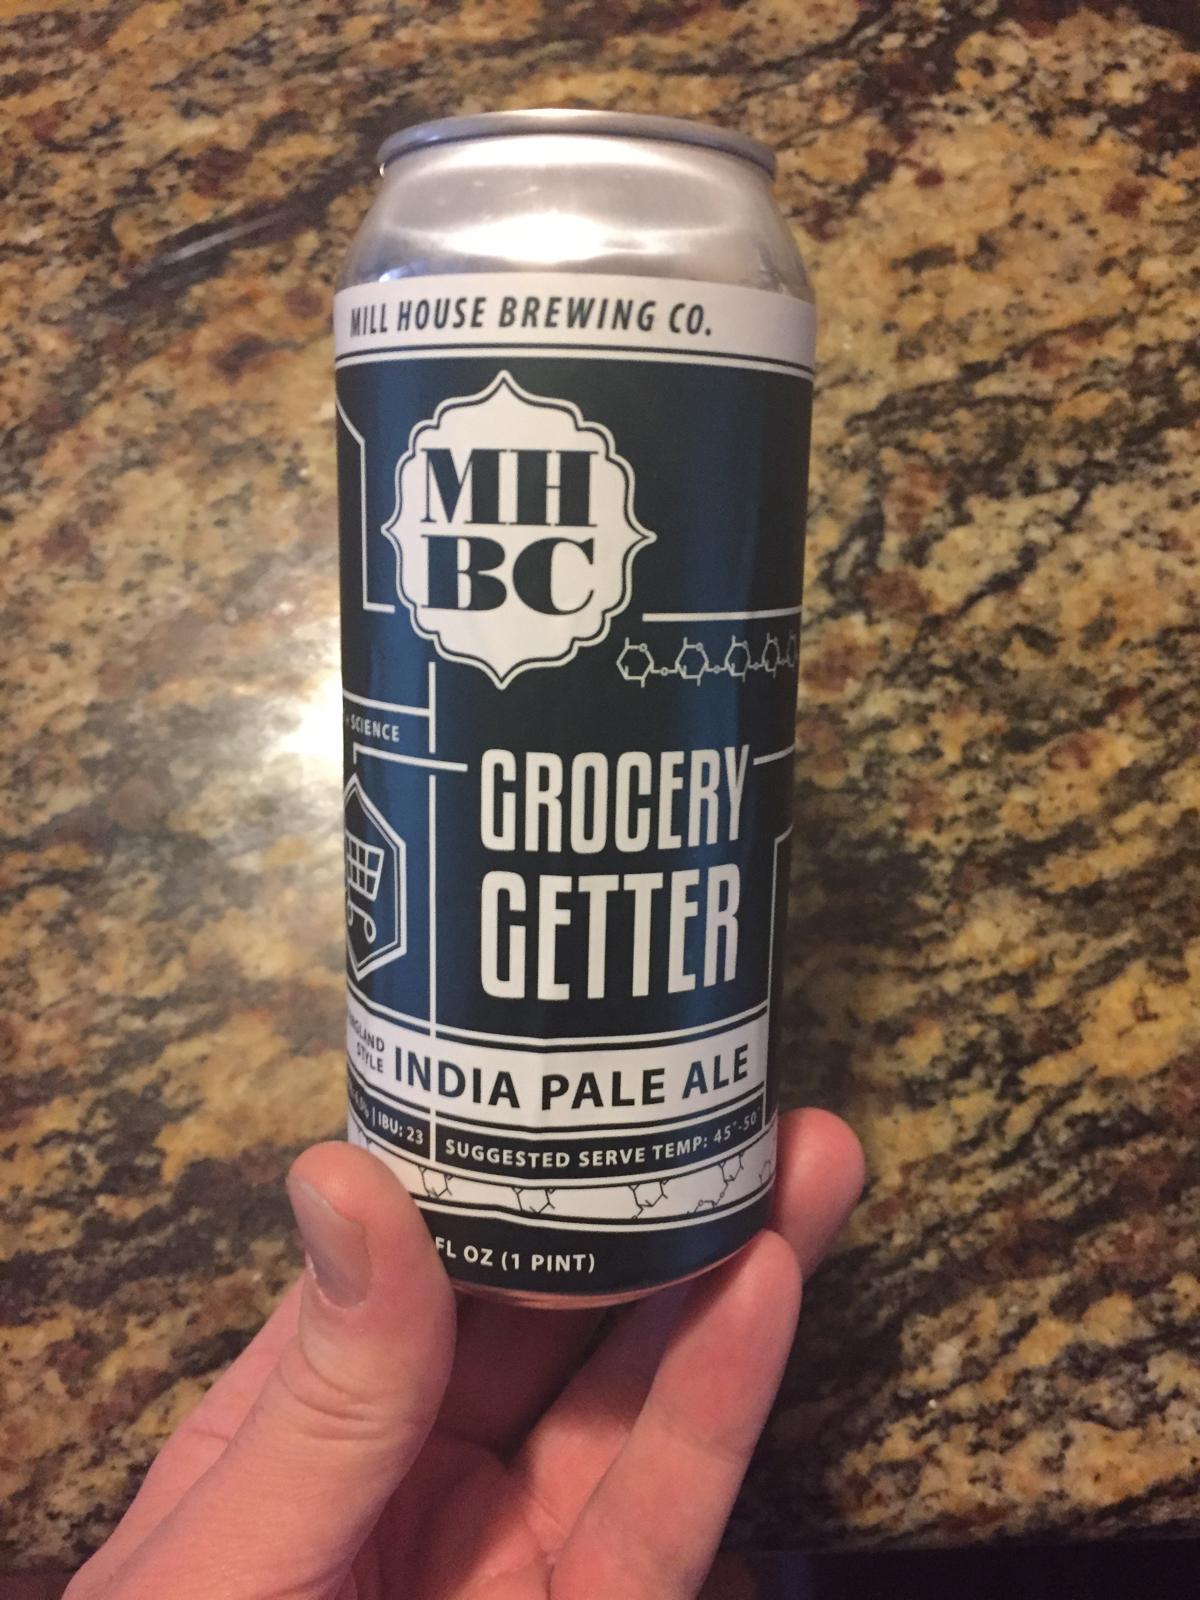 MILL HOUSE BREWING CO.
MH
BC
SCIENCE
GROCERY
GETTER
STYLE
INDIA PALE ALE
| IBU: 23
SUGGESTED SERVE TEMP: 45°-50°
FL OZ (1 PINT)